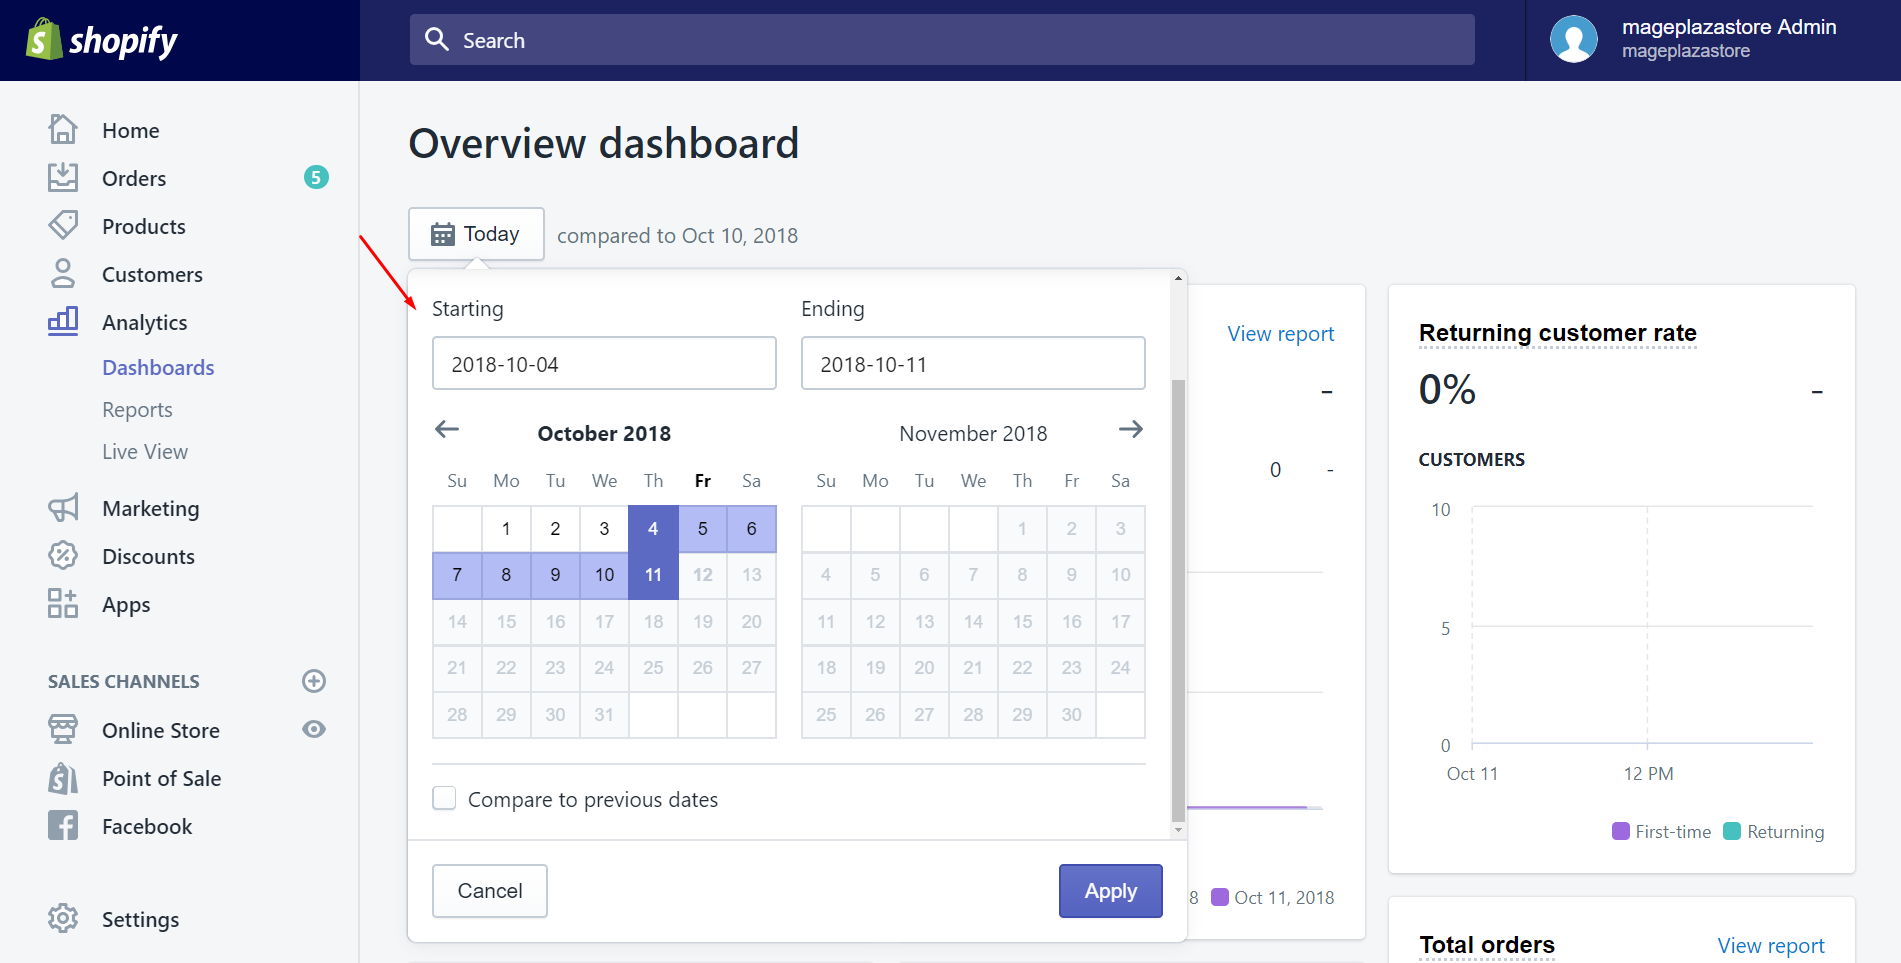 shopify
Search
mageplazastore Admin
mageplazastore
Home
Orders 5
Products
Customers
Analytics
Dashboards
Reports
Live View
Marketing
Discounts
Apps
SALES CHANNELS
Online Store
Point of Sale
Facebook
Settings
Overview dashboard
Today compared to Oct 10, 2018
Starting Ending
2018-10-04 2018-10-11
October 2018
Su Mo Tu We Th Fr Sa
1 2 3 4 5 6
7 8 9 10 11 12 13
14 15 16 17 18 19 20
21 22 23 24 25 26 27
28 29 30 31
November 2018
Su Mo Tu We Th Fr Sa
1 2 3
4 5 6 7 8 9 10
11 12 13 14 15 16 17
18 19 20 21 22 23 24
25 26 27 28 29 30
Compare to previous dates
Cancel Apply
View report
-
0 -
8 Oct 11, 2018
Returning customer rate
0% -
CUSTOMERS
10
5
0
Oct 11 12 PM
First-time Returning
Total orders View report